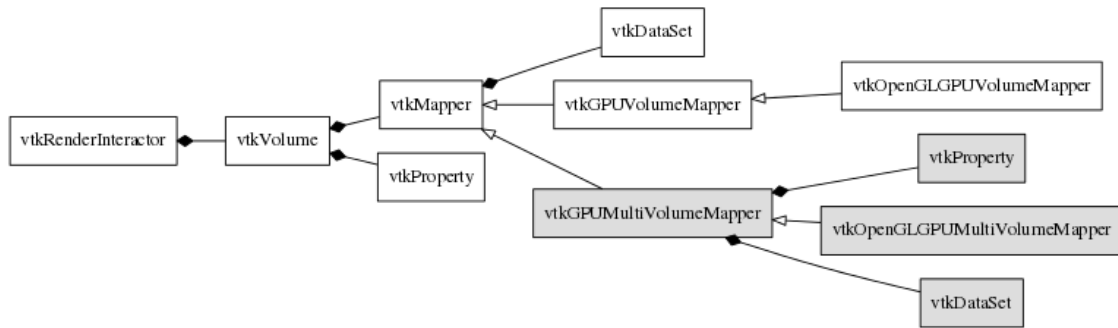 vtkDataSet
vtkMapper
vtkGPUVolumeMapper
vtkOpenGLGPUVolumeMapper
vtkRenderInteractor
vtkVolume
vtkProperty
vtkProperty
vtkGPUMultiVolumeMapper
vtkOpenGLGPUMultiVolumeMapper
vtkDataSet